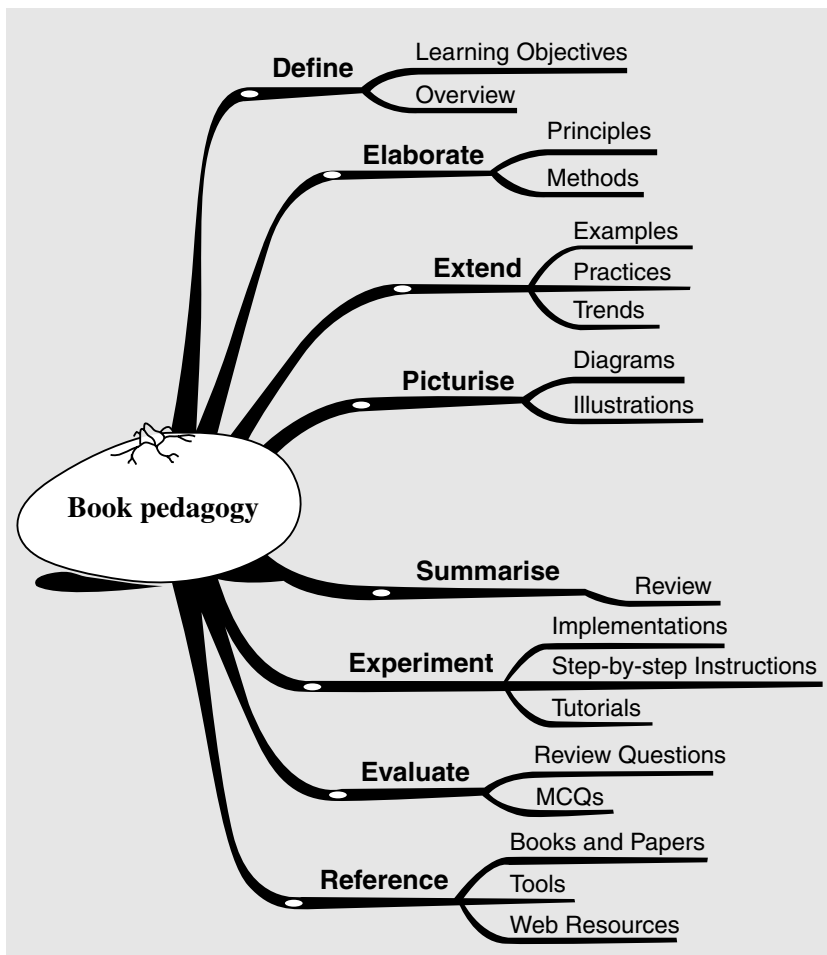 Define
Learning Objectives
Overview
Elaborate
Principles
Methods
Extend
Examples
Practices
Trends
Picturise
Diagrams
Illustrations
Book pedagogy
Summarise
Review
Experiment
Implementations
Step-by-step Instructions
Tutorials
Evaluate
Review Questions
MCQs
Reference
Books and Papers
Tools
Web Resources